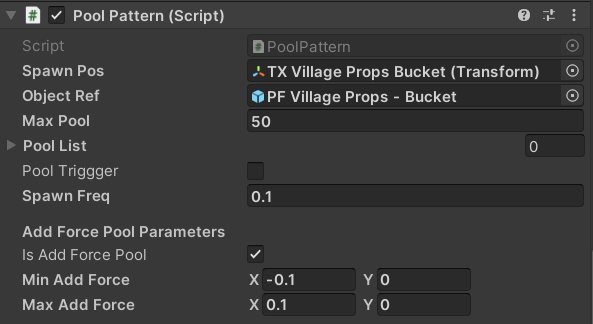 Pool Pattern (Script)
Script PoolPattern
Spawn Pos TX Village Props Bucket (Transform)
Object Ref PF Village Props - Bucket
Max Pool 50
Pool List 0
Pool Triggger
Spawn Freq 0.1
Add Force Pool Parameters
Is Add Force Pool
Min Add Force X -0.1 Y 0
Max Add Force X 0.1 Y 0